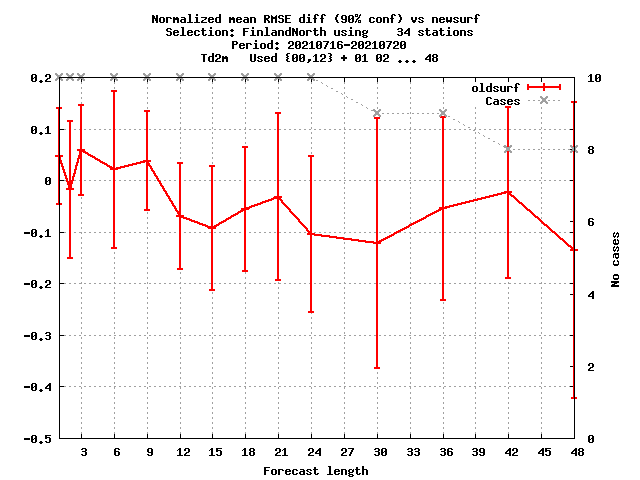 Normalized mean RMSE diff (90% conf) vs newsurf
Selection: FinlandNorth using    34 stations
Period: 20210716-20210720
Td2m   Used {00,12} + 01 02 ... 48
oldsurf
Cases
0.2
0.1
0
-0.1
-0.2
-0.3
-0.4
-0.5
10
8
6
4
2
0
No cases
3 6 9 12 15 18 21 24 27 30 33 36 39 42 45 48
Forecast length